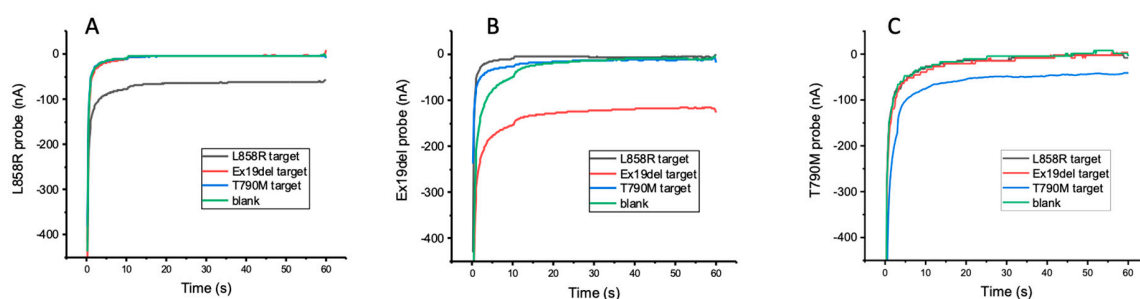 A
L858R probe (nA)
0
-100
-200
-300
-400
L858R target
Ex19del target
T790M target
blank
0
10
20
30
40
50
60
Time (s)
B
Ex19del probe (nA)
0
-100
-200
-300
-400
L858R target
Ex19del target
T790M target
blank
0
10
20
30
40
50
60
Time (s)
C
T790M probe (nA)
0
-100
-200
-300
-400
L858R target
Ex19del target
T790M target
blank
0
10
20
30
40
50
60
Time (s)